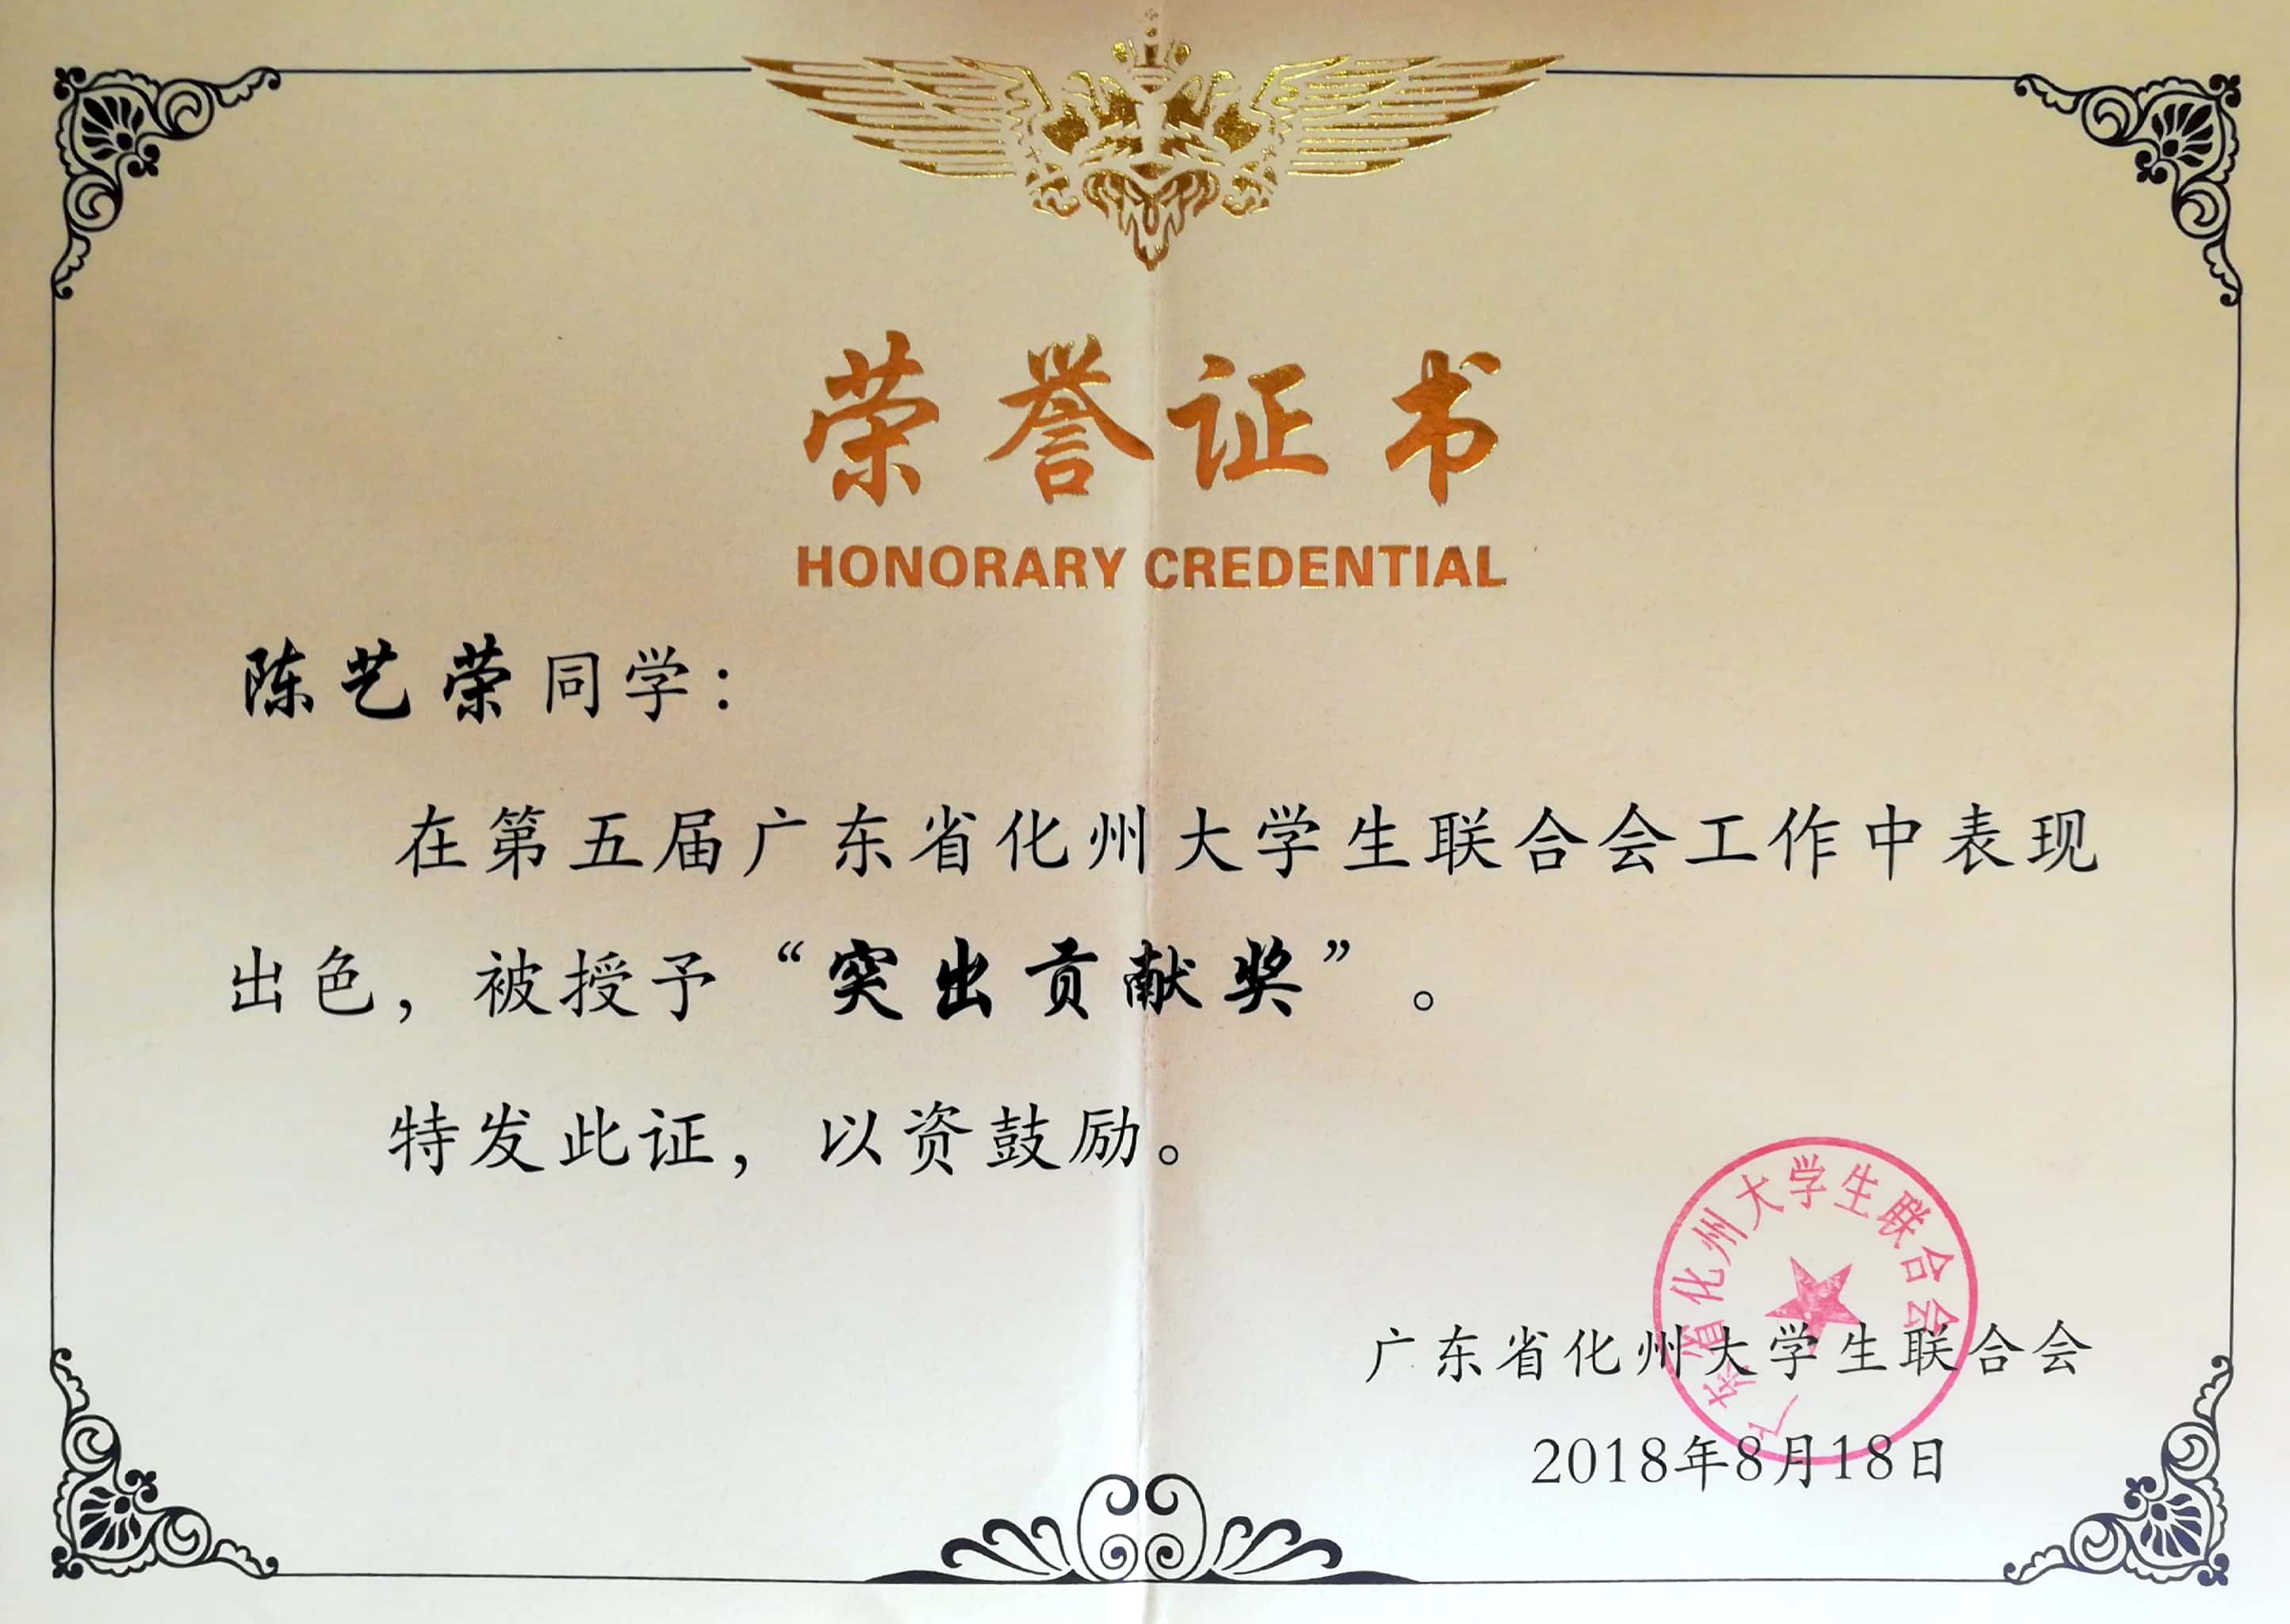 荣誉证书
HONORARY CREDENTIAL
陈艺荣同学：
在第五届广东省化州大学生联合会工作中表现
出色，被授予“突出贡献奖”。
特发此证，以资鼓励。
广东省化州大学生联合会
广东省化州大学生联合会
2018年8月18日